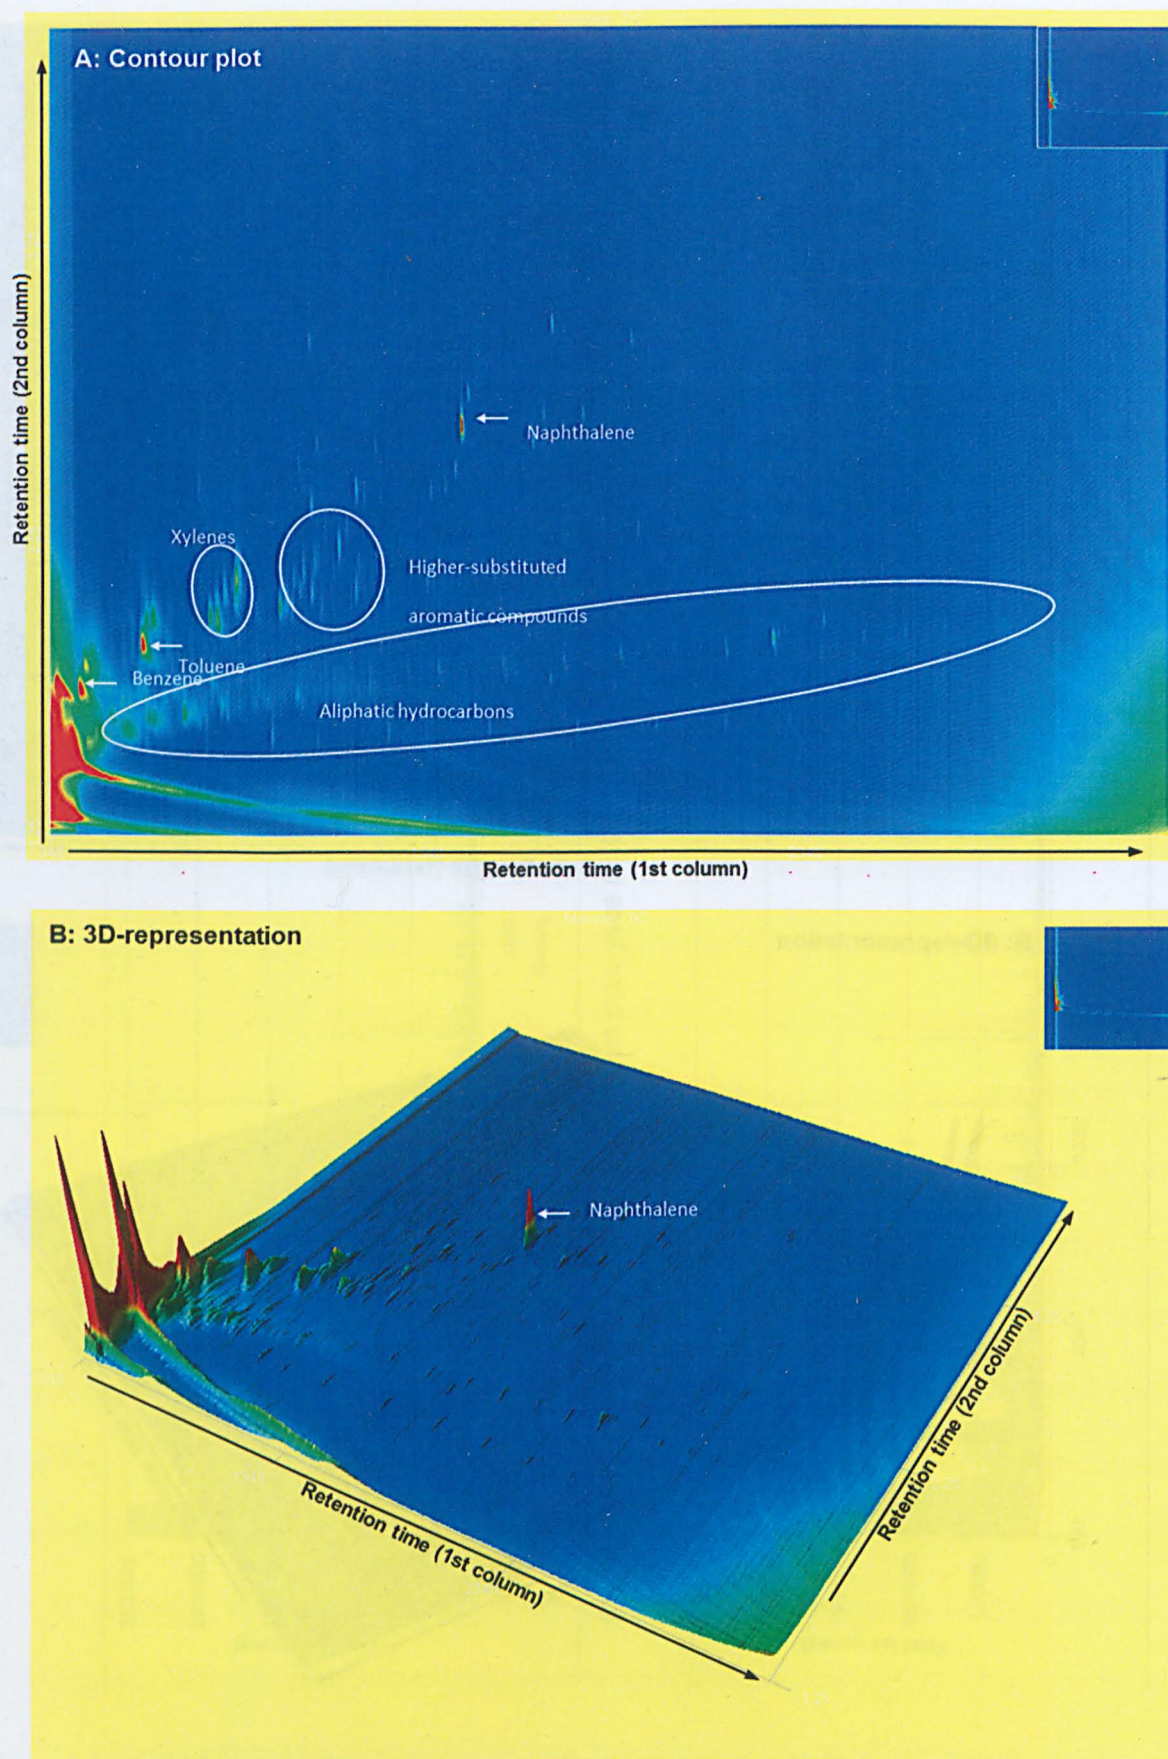 A: Contour plot
Retention time (2nd column)
Naphthalene
Xylenes
Higher-substituted
aromatic compounds
Toluene
Benzene
Aliphatic hydrocarbons
Retention time (1st column)
B: 3D-representation
Naphthalene
Retention time (2nd column)
Retention time (1st column)